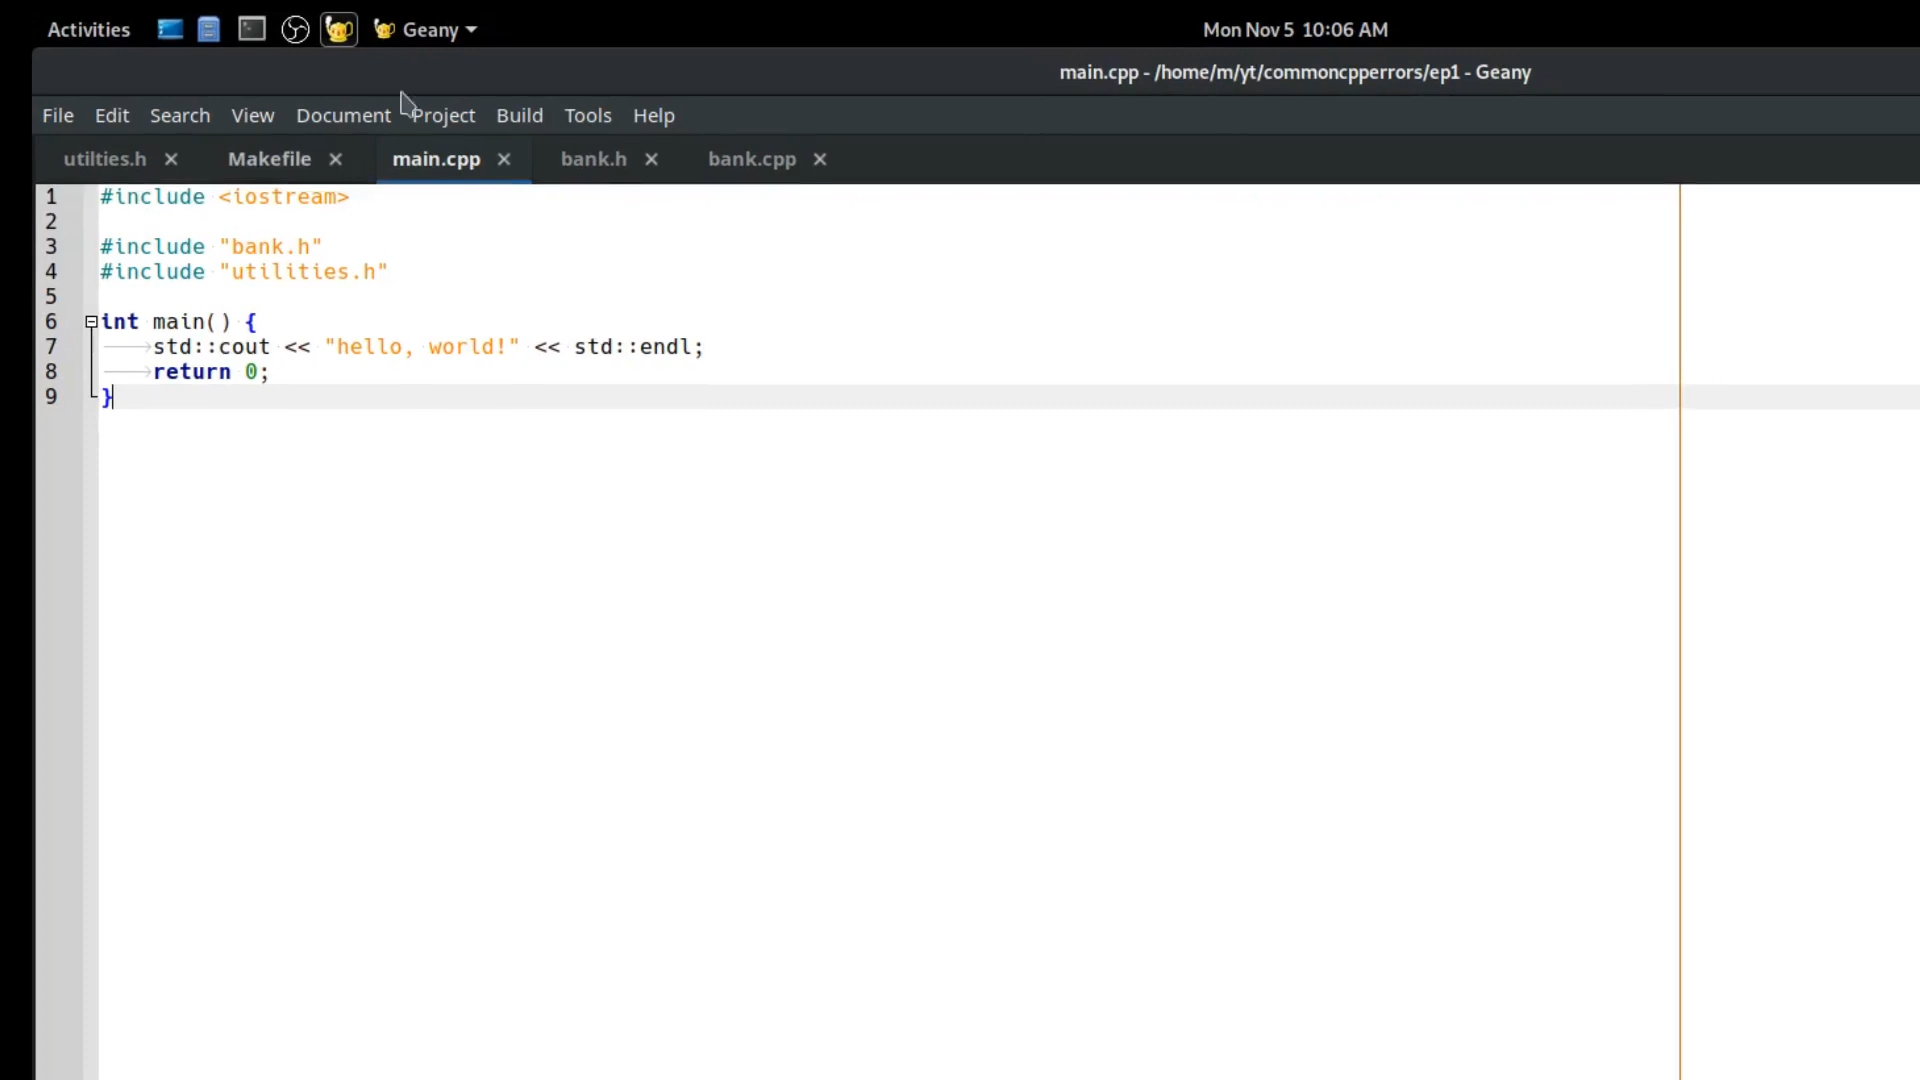 Activities Geany Mon Nov 5 10:06 AM
main.cpp - /home/m/yt/commoncpperrors/ep1 - Geany
File Edit Search View Document Project Build Tools Help
utilties.h Makefile main.cpp bank.h bank.cpp
1 #include <iostream>
2
3 #include "bank.h"
4 #include "utilities.h"
5
6 int main() {
7 std::cout << "hello, world!" << std::endl;
8 return 0;
9 }